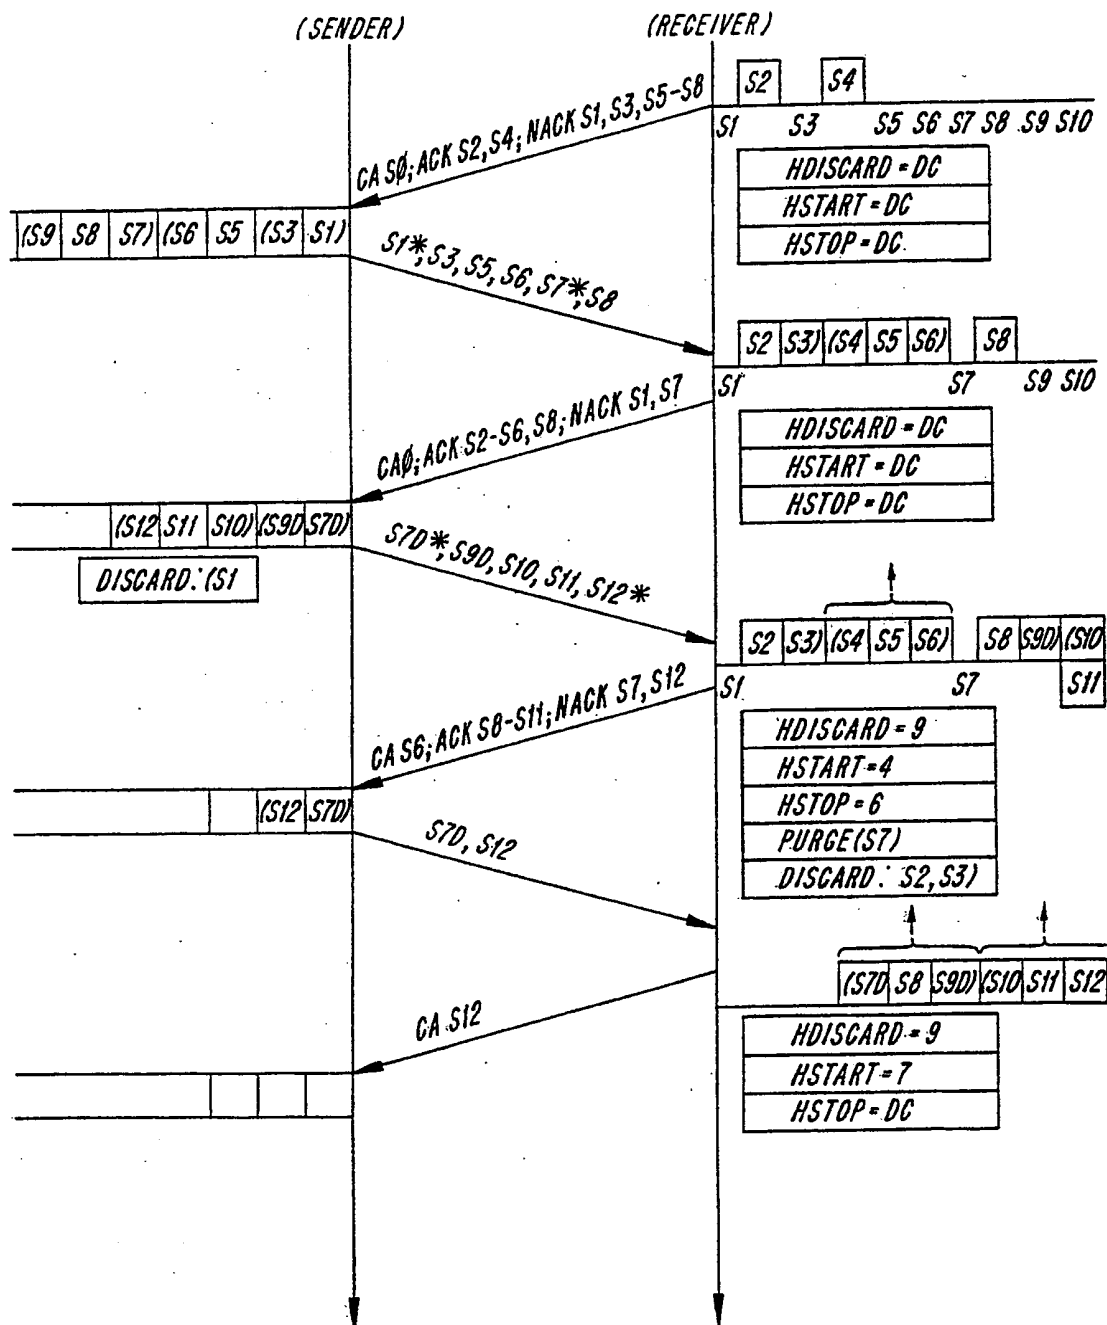 (SENDER)
(RECEIVER)
S2
S4
S1 S3 S5 S6 S7 S8 S9 S10
CA SØ; ACK S2, S4; NACK S1, S3, S5-S8
HDISCARD = DC
HSTART = DC
HSTOP = DC
(S9 S8 S7) (S6 S5 (S3 S1)
S1*, S3, S5, S6, S7*, S8
S2 S3) (S4 S5 S6) S8
S1 S7 S9 S10
CAØ; ACK S2-S6, S8; NACK S1, S7
HDISCARD = DC
HSTART = DC
HSTOP = DC
(S12 S11 S10) (S9D S7D)
DISCARD: (S1
S7D*, S9D, S10, S11, S12*
S2 S3) (S4 S5 S6) S8 S9D) (S10
S1 S7 S11
CA S6; ACK S8-S11; NACK S7, S12
HDISCARD = 9
HSTART = 4
HSTOP = 6
PURGE(S7)
DISCARD: S2, S3)
(S12 S7D)
S7D, S12
(S7D S8 S9D) (S10 S11 S12
CA S12
HDISCARD = 9
HSTART = 7
HSTOP = DC